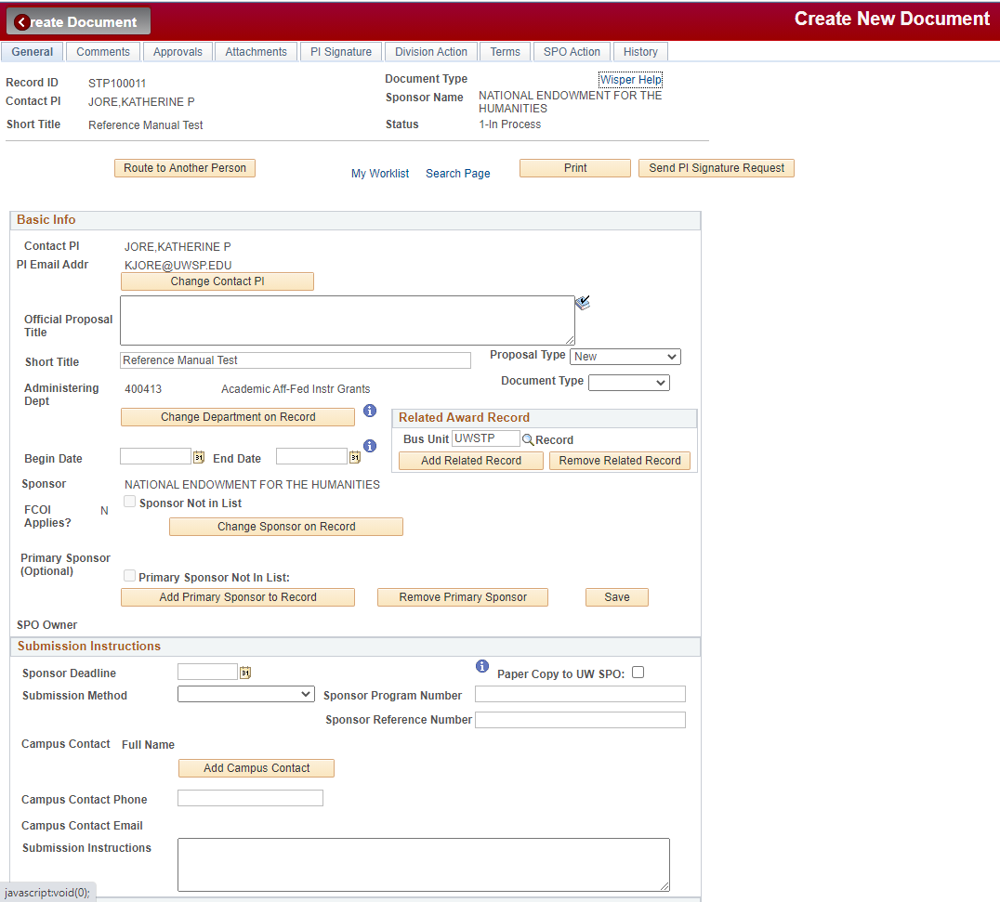 Create Document
Create New Document
General Comments Approvals Attachments PI Signature Division Action Terms SPO Action History
Record ID STP100011 Document Type Wisper Help
Contact PI JORE,KATHERINE P Sponsor Name NATIONAL ENDOWMENT FOR THE
HUMANITIES
Short Title Reference Manual Test Status 1-In Process
Route to Another Person My Worklist Search Page Print Send PI Signature Request
Basic Info
Contact PI JORE,KATHERINE P
PI Email Addr KJORE@UWSP.EDU
Change Contact PI
Official Proposal
Title
Short Title Reference Manual Test Proposal Type New
Administering
Dept 400413 Academic Aff-Fed Instr Grants Document Type
Change Department on Record Related Award Record
Bus Unit UWSTP Record
Begin Date 31 End Date 31 Add Related Record Remove Related Record
Sponsor NATIONAL ENDOWMENT FOR THE HUMANITIES
FCOI
Applies? N Sponsor Not in List
Change Sponsor on Record
Primary Sponsor
(Optional) Primary Sponsor Not In List:
Add Primary Sponsor to Record Remove Primary Sponsor Save
SPO Owner
Submission Instructions
Sponsor Deadline 31 Paper Copy to UW SPO:
Submission Method Sponsor Program Number
Sponsor Reference Number
Campus Contact Full Name
Add Campus Contact
Campus Contact Phone
Campus Contact Email
Submission Instructions
javascript:void(0);